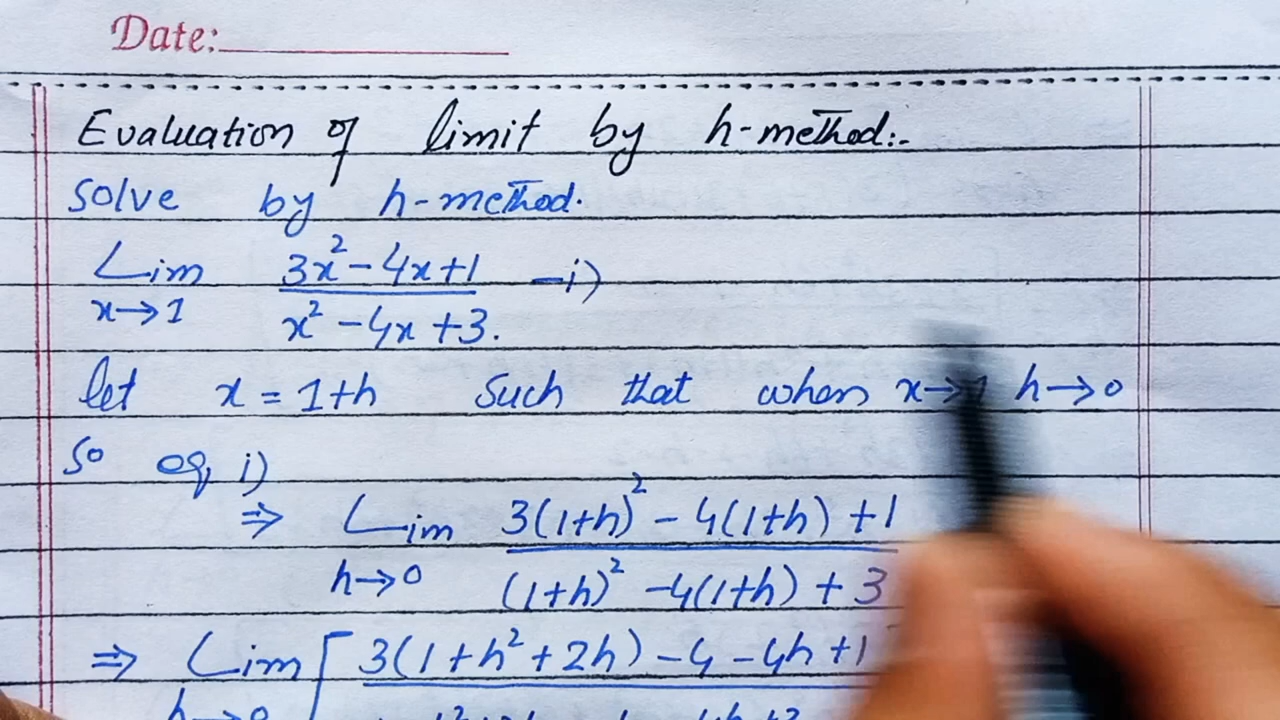 Date:
Evaluation of limit by h-method:-
Solve by h-method.
Lim x→1 3x²-4x+1 / x²-4x+3. -i)
let x = 1+h Such that when x→1 h→0
So eq, i)
⇒ Lim h→0 3(1+h)² - 4(1+h) + 1 / (1+h)² - 4(1+h) + 3
⇒ Lim h→0 [ 3(1+h²+2h) - 4 - 4h + 1